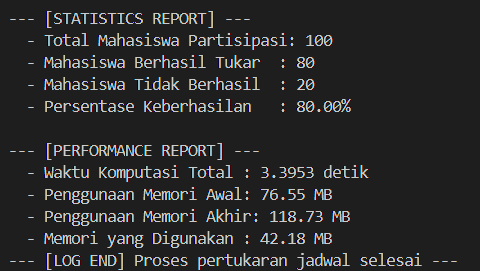 --- [STATISTICS REPORT] ---
- Total Mahasiswa Partisipasi: 100
- Mahasiswa Berhasil Tukar  : 80
- Mahasiswa Tidak Berhasil  : 20
- Persentase Keberhasilan   : 80.00%
--- [PERFORMANCE REPORT] ---
- Waktu Komputasi Total : 3.3953 detik
- Penggunaan Memori Awal: 76.55 MB
- Penggunaan Memori Akhir: 118.73 MB
- Memori yang Digunakan : 42.18 MB
--- [LOG END] Proses pertukaran jadwal selesai ---